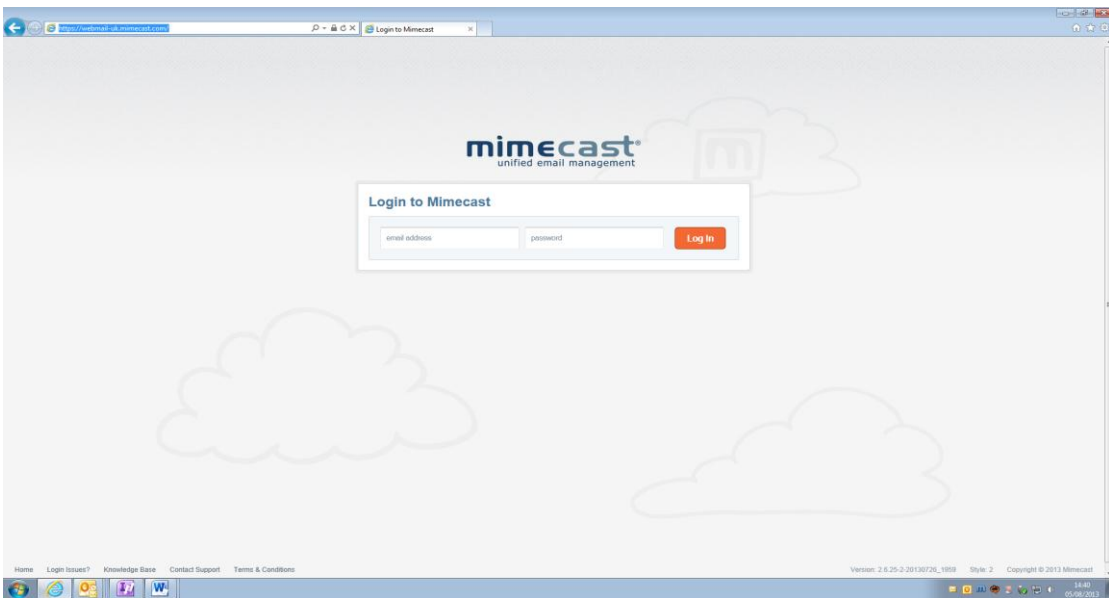 https://webmail-uk.mimecast.com/
Login to Mimecast
mimecast®
unified email management
Login to Mimecast
email address
password
Log In
Home Login Issues? Knowledge Base Contact Support Terms & Conditions
Version: 2.6.25-2-20130726_1959 Style: 2 Copyright © 2013 Mimecast
14:40
05/08/2013